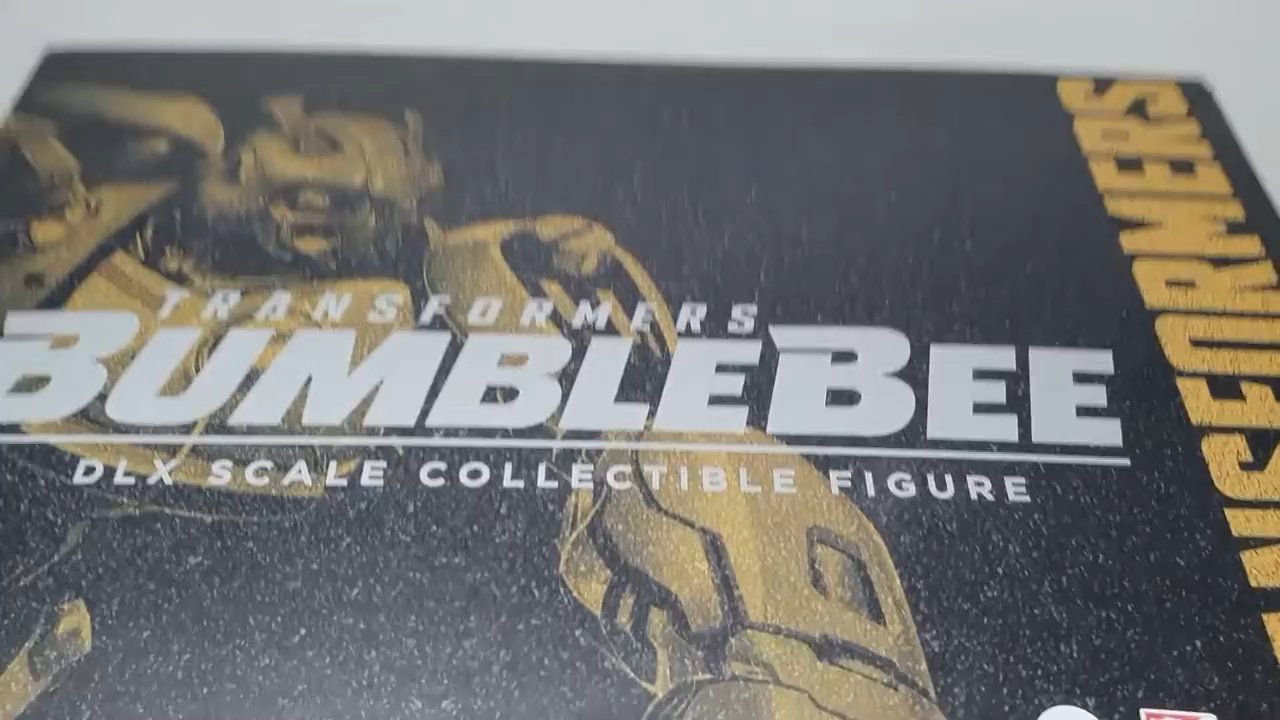 TRANSFORMERS
BUMBLEBEE
DLX SCALE COLLECTIBLE FIGURE
TRANSFORMERS